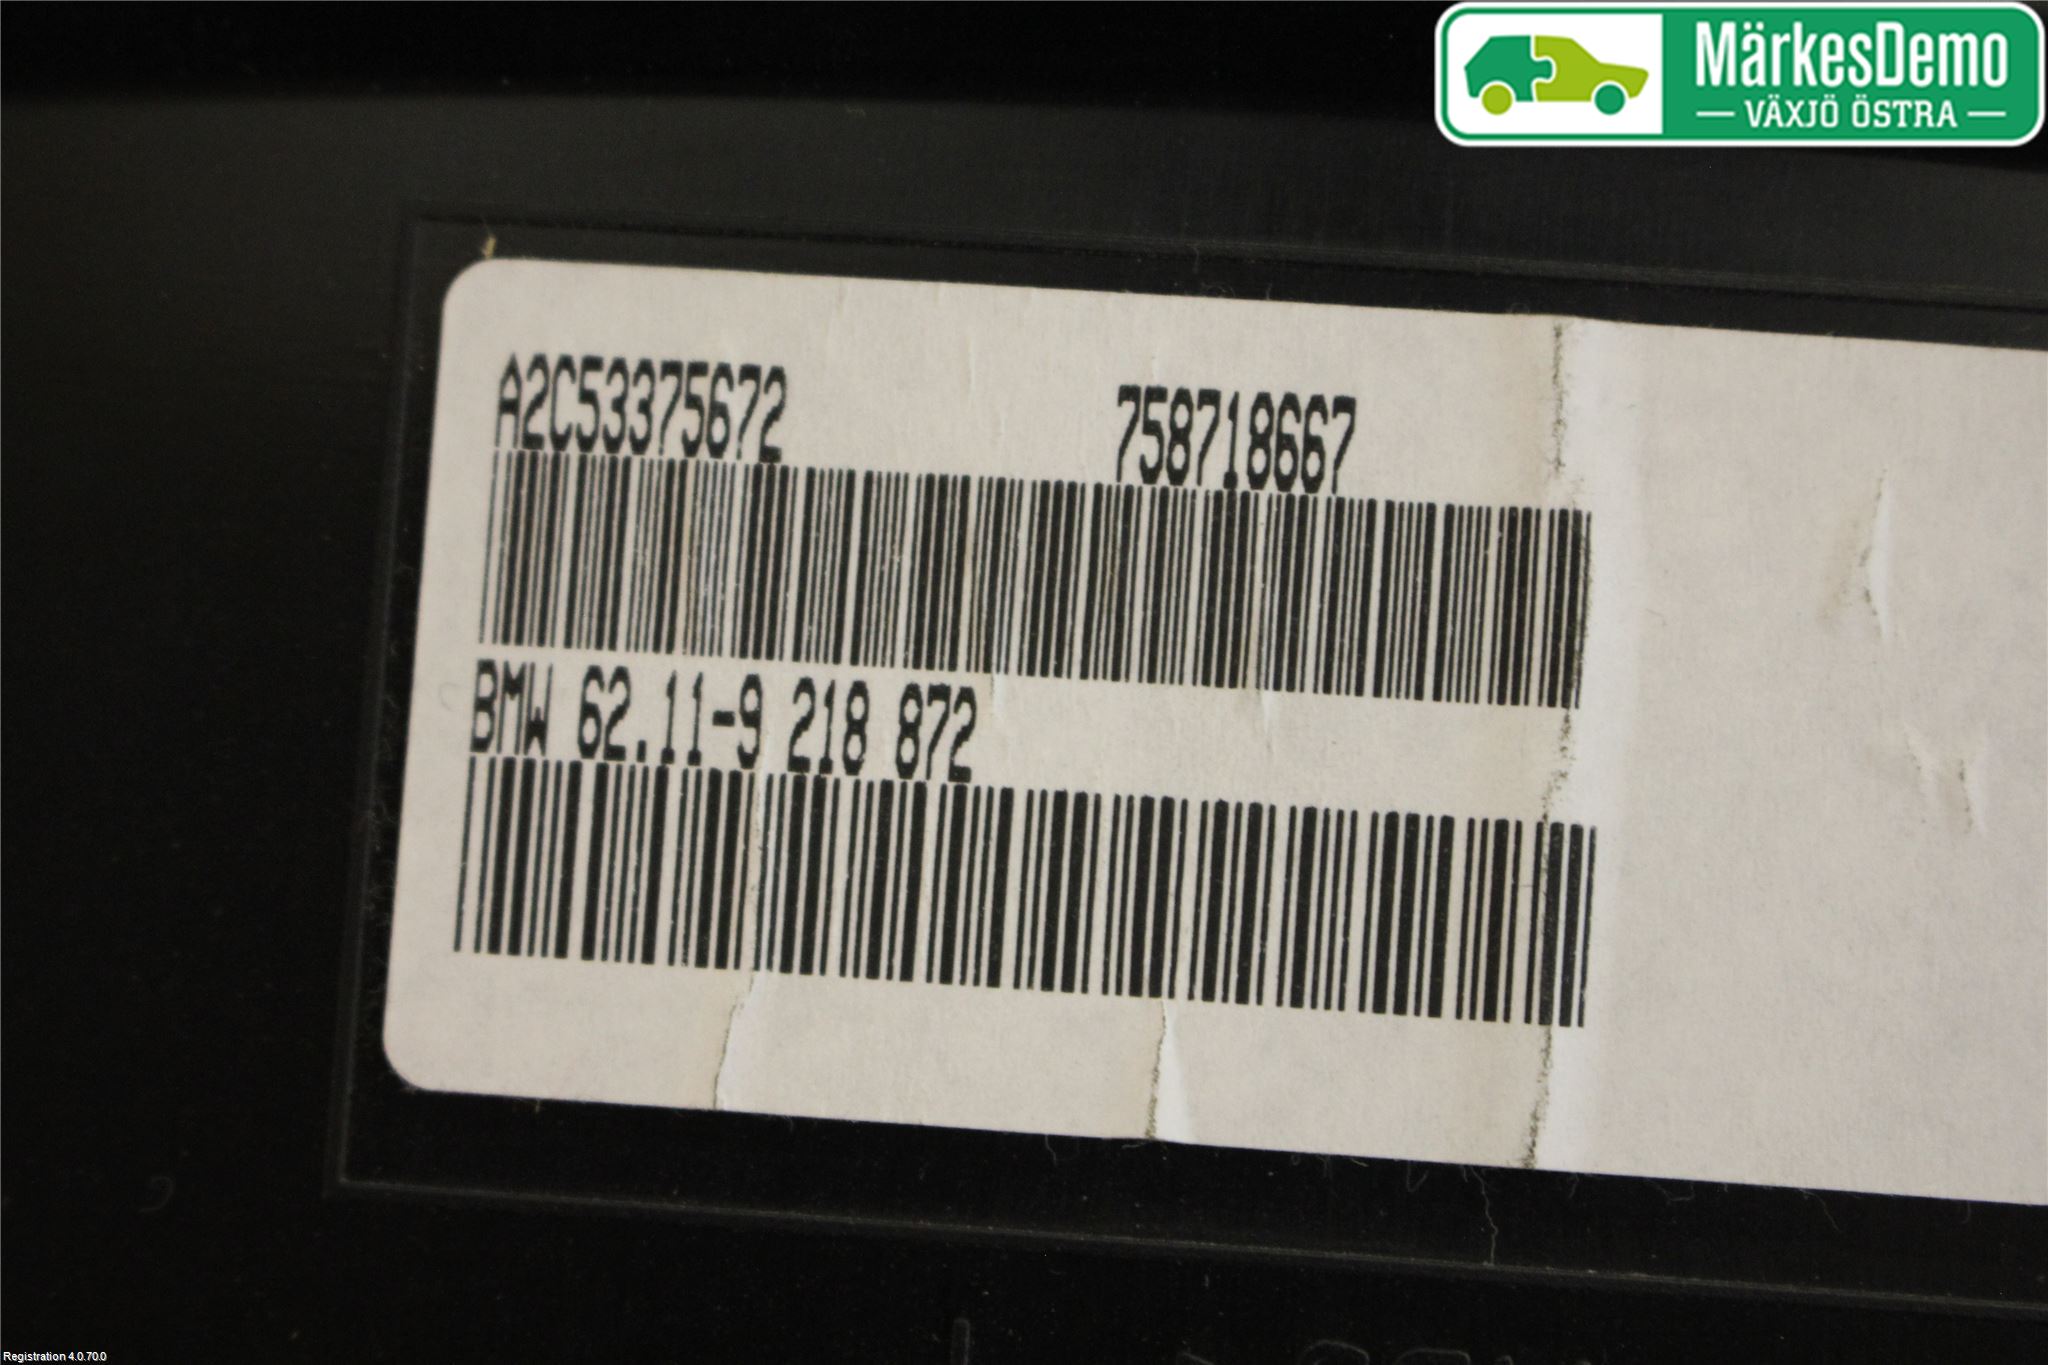 MärkesDemo
VÄXJÖ ÖSTRA
A2C53375672 758718667
BMW 62.11-9 218 872
Registration 4.0.70.0